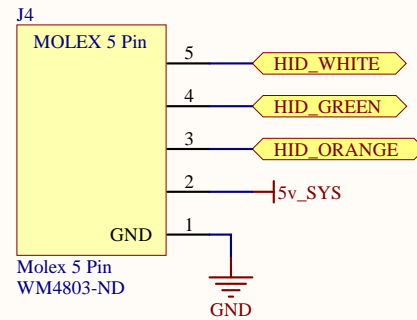 J4
MOLEX 5 Pin
5 HID_WHITE
4 HID_GREEN
3 HID_ORANGE
2 5v_SYS
GND 1
Molex 5 Pin
WM4803-ND
GND